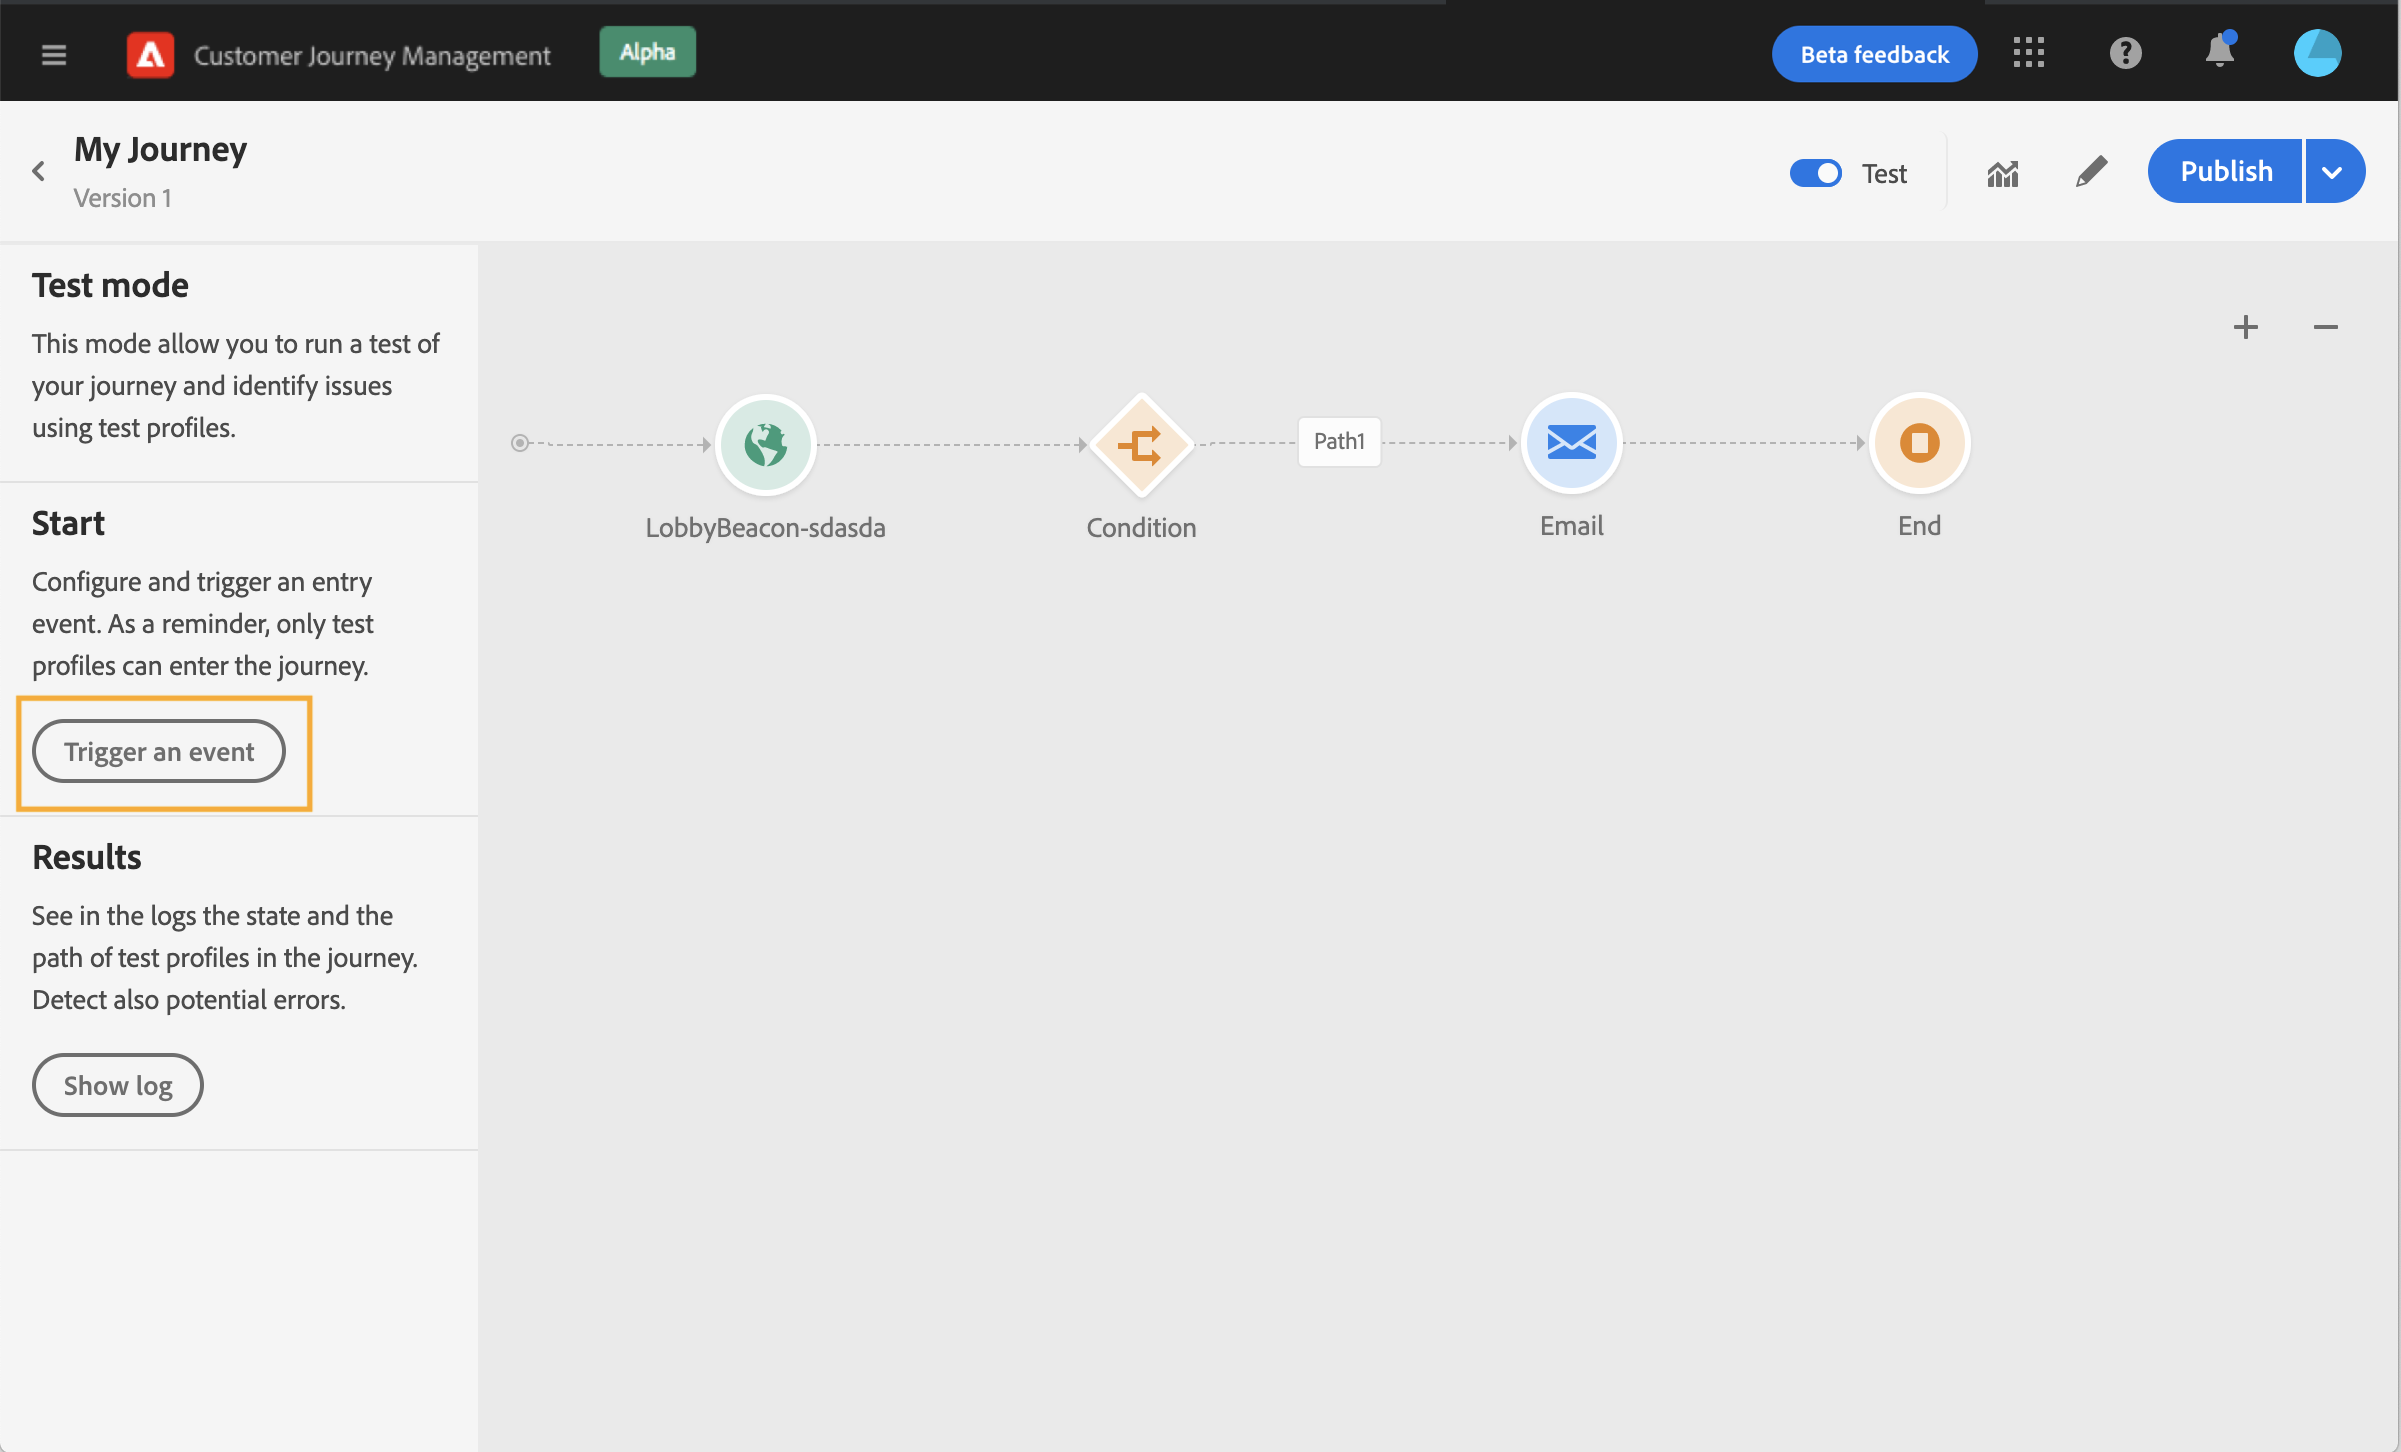 Customer Journey Management
Alpha
Beta feedback
My Journey
Version 1
Test
Publish
Test mode
This mode allow you to run a test of
your journey and identify issues
using test profiles.
Start
Configure and trigger an entry
event. As a reminder, only test
profiles can enter the journey.
Trigger an event
Results
See in the logs the state and the
path of test profiles in the journey.
Detect also potential errors.
Show log
LobbyBeacon-sdasda
Condition
Path1
Email
End